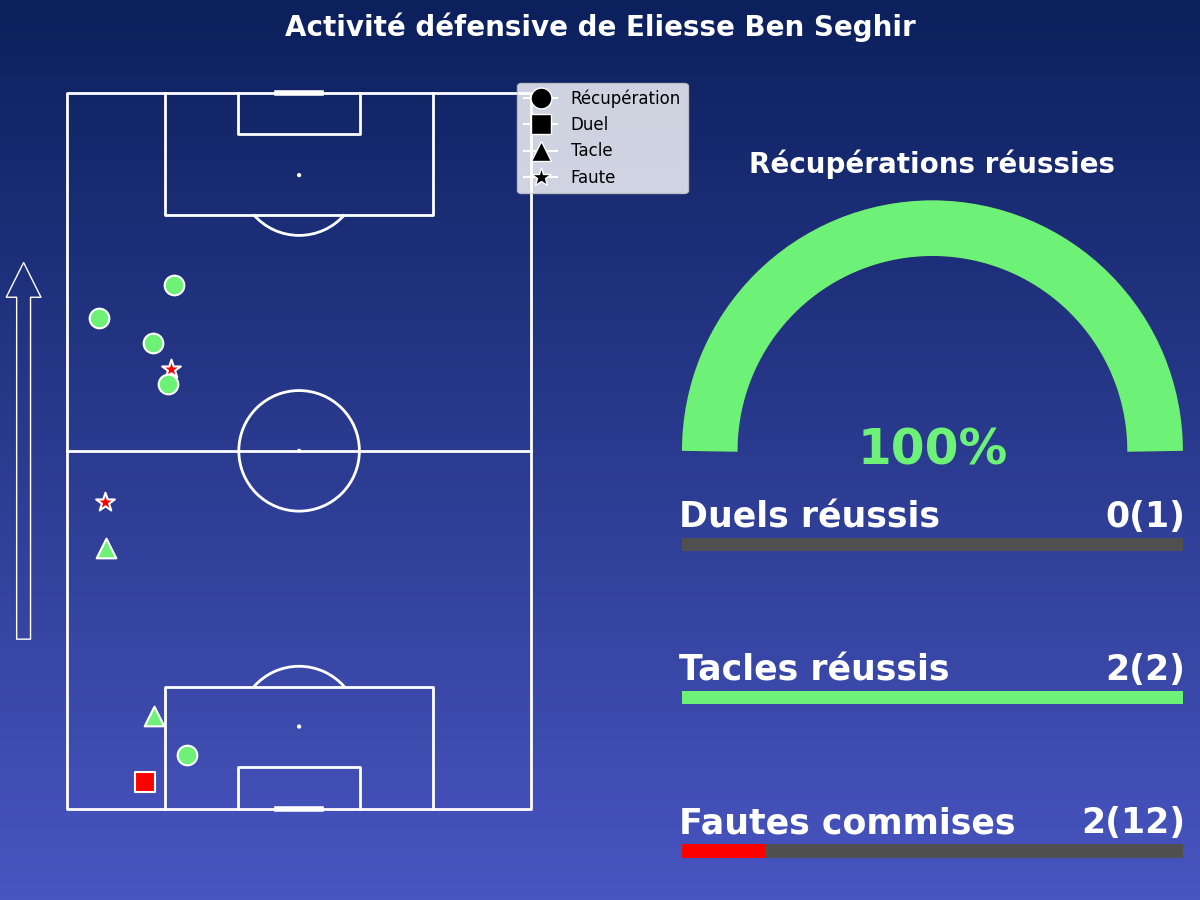 Activité défensive de Eliesse Ben Seghir
Récupération
Duel
Tacle
Faute
Récupérations réussies
100%
Duels réussis 0(1)
Tacles réussis 2(2)
Fautes commises 2(12)